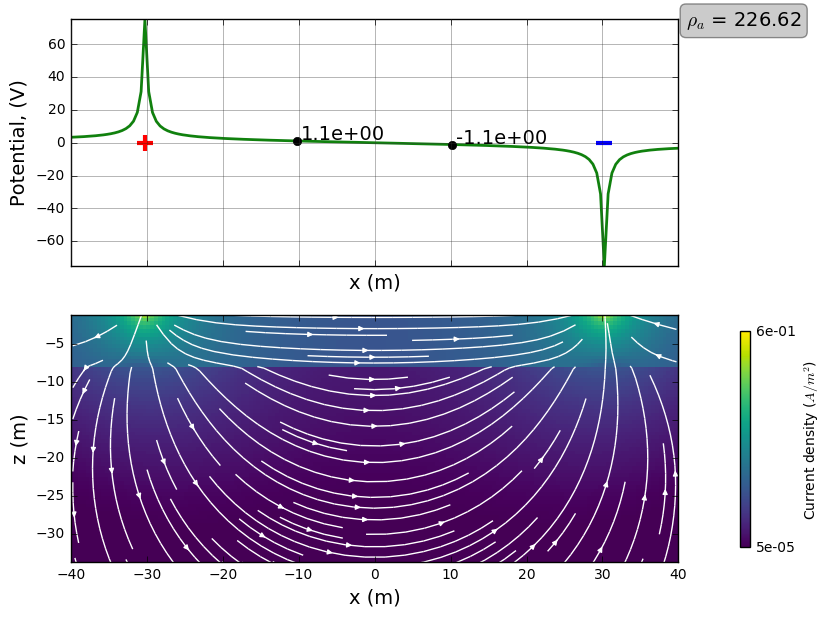 ρₐ = 226.62
Potential, (V)
60
40
20
0
−20
−40
−60
1.1e+00
-1.1e+00
x (m)
z (m)
−5
−10
−15
−20
−25
−30
−40 −30 −20 −10 0 10 20 30 40
x (m)
6e-01
5e-05
Current density (A/m²)